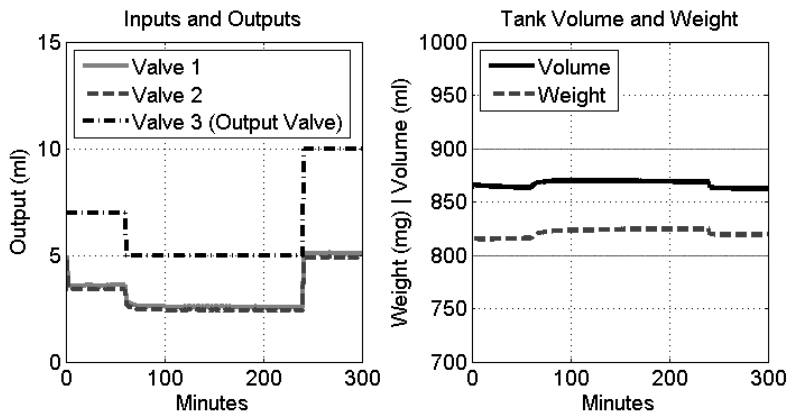 Inputs and Outputs
15
10
5
0
Output (ml)
Valve 1
Valve 2
Valve 3 (Output Valve)
0
100
200
300
Minutes
Tank Volume and Weight
1000
950
900
850
800
750
700
Weight (mg) | Volume (ml)
Volume
Weight
0
100
200
300
Minutes